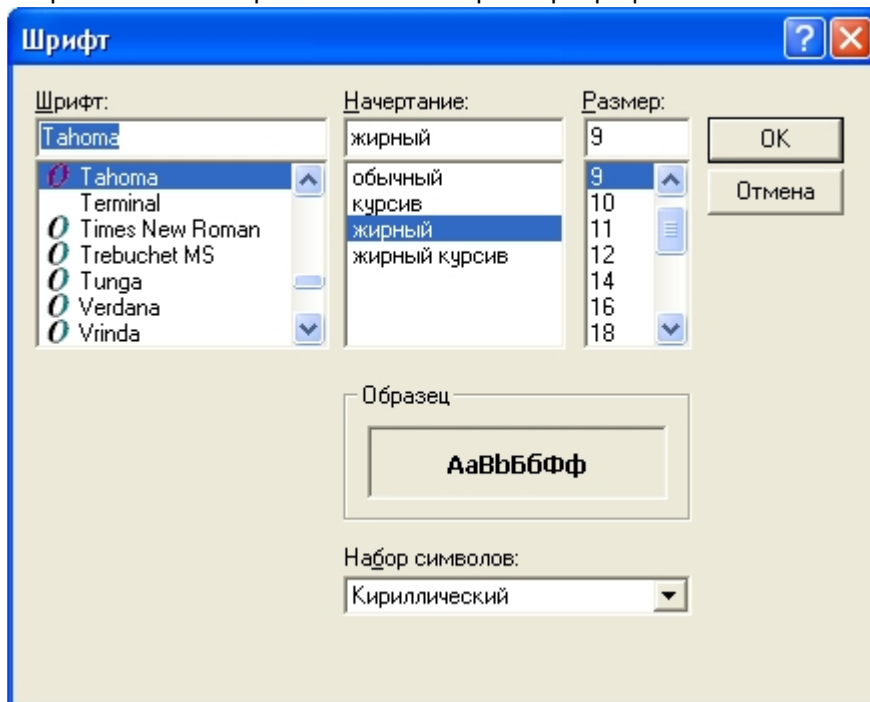 Шрифт
Шрифт:
Tahoma
Tahoma
Terminal
Times New Roman
Trebuchet MS
Tunga
Verdana
Vrinda
Начертание:
жирный
обычный
курсив
жирный
жирный курсив
Размер:
9
9
10
11
12
14
16
18
OK
Отмена
Образец
АаВbБбФф
Набор символов:
Кириллический